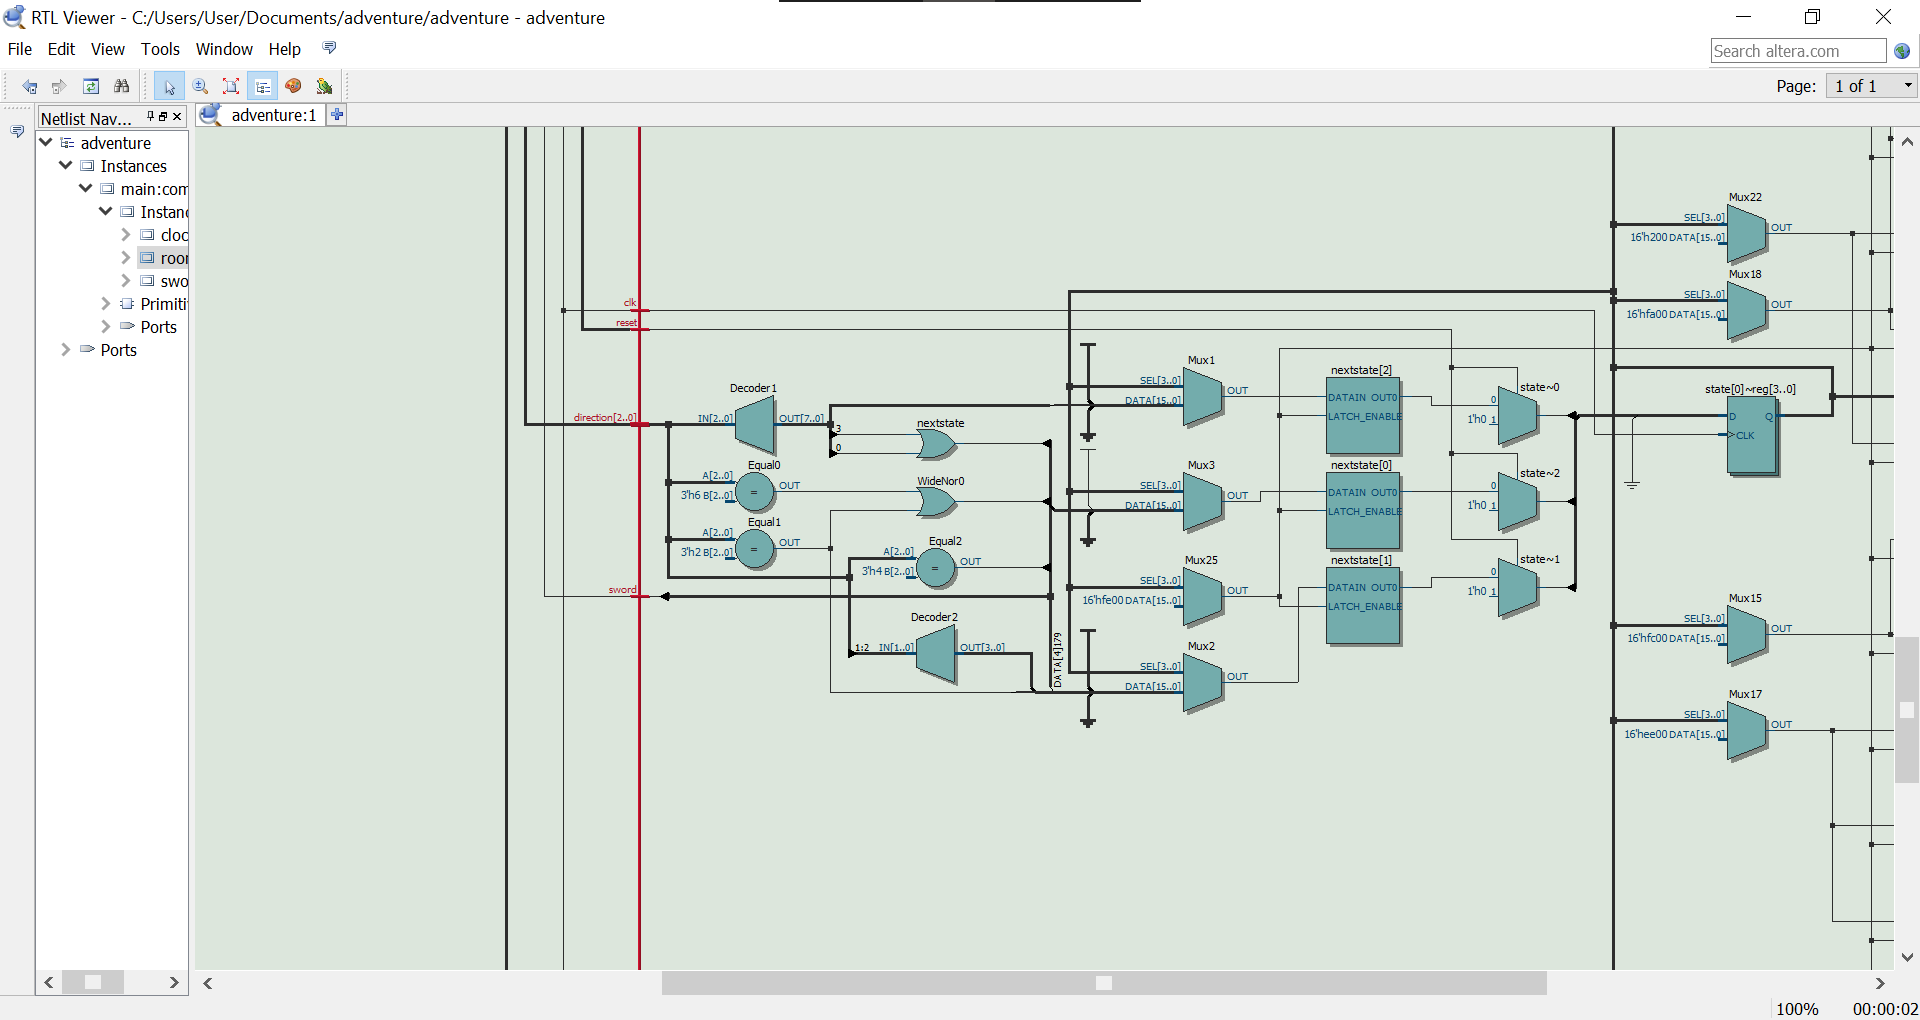 RTL Viewer - C:/Users/User/Documents/adventure/adventure - adventure
File Edit View Tools Window Help
Search altera.com
Page: 1 of 1
Netlist Nav...
adventure:1
adventure
Instances
main:com
Instanc
cloc
roor
swo
Primiti
Ports
Ports
Mux22
SEL[3..0]
OUT
16'h200 DATA[15..0]
Mux18
SEL[3..0]
OUT
16'hfa00 DATA[15..0]
clk
reset
Decoder1
direction[2..0]
IN[2..0]
OUT[7..0]
3
0
nextstate
Equal0
A[2..0]
OUT
3'h6 B[2..0]
=
WideNor0
Equal1
A[2..0]
OUT
3'h2 B[2..0]
=
Equal2
A[2..0]
OUT
3'h4 B[2..0]
=
sword
Decoder2
1:2 IN[1..0]
OUT[3..0]
DATA[4]179
Mux1
SEL[3..0]
OUT
DATA[15..0]
Mux3
SEL[3..0]
OUT
DATA[15..0]
Mux25
SEL[3..0]
OUT
16'hfe00 DATA[15..0]
Mux2
SEL[3..0]
OUT
DATA[15..0]
nextstate[2]
DATAIN OUT0
LATCH_ENABLE
nextstate[0]
DATAIN OUT0
LATCH_ENABLE
nextstate[1]
DATAIN OUT0
LATCH_ENABLE
state~0
0
1'h0 1
state~2
0
1'h0 1
state~1
0
1'h0 1
state[0]~reg[3..0]
D Q
CLK
Mux15
SEL[3..0]
OUT
16'hfc00 DATA[15..0]
Mux17
SEL[3..0]
OUT
16'hee00 DATA[15..0]
100% 00:00:02